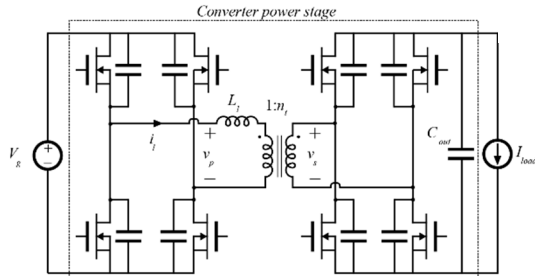 Converter power stage
L_l 1:n_t
i_l
+ v_p −
+ v_s −
V_g + −
C_out
I_load